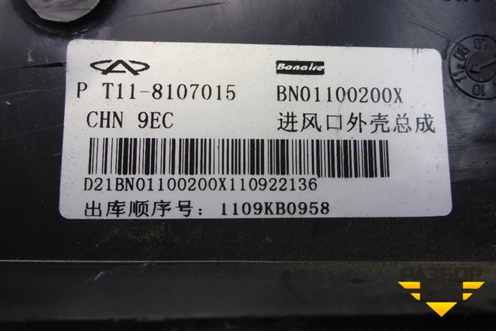 Bonaire
P T11-8107015
BN01100200X
CHN 9EC
进风口外壳总成
D21BN01100200X110922136
出库顺序号: 1109KB0958
РАЗБОР